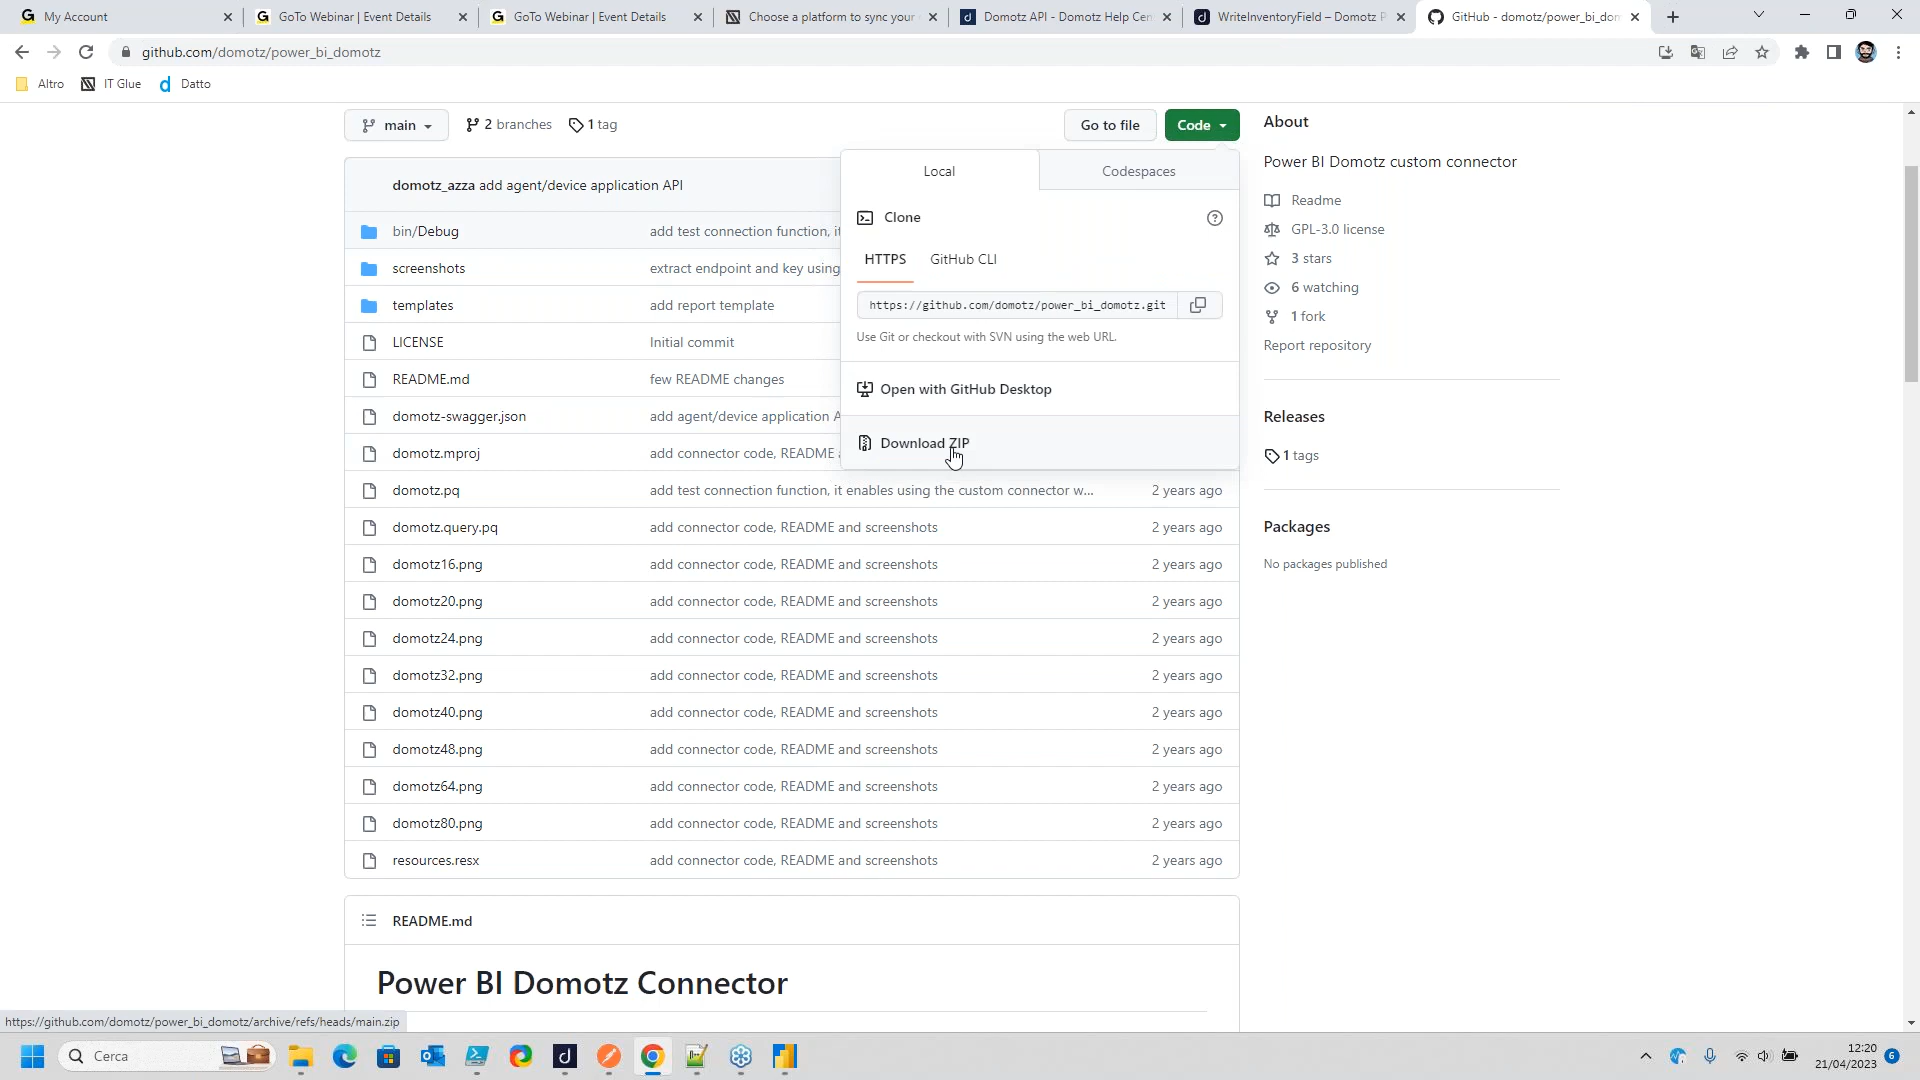 My Account
GoTo Webinar | Event Details
GoTo Webinar | Event Details
Choose a platform to sync your
Domotz API - Domotz Help Cen
WriteInventoryField – Domotz P
GitHub - domotz/power_bi_dom
github.com/domotz/power_bi_domotz
Altro
IT Glue
Datto
main
2 branches
1 tag
Go to file
Code
About
Power BI Domotz custom connector
Readme
GPL-3.0 license
3 stars
6 watching
1 fork
Report repository
Releases
1 tags
Packages
No packages published
Local
Codespaces
Clone
HTTPS
GitHub CLI
https://github.com/domotz/power_bi_domotz.git
Use Git or checkout with SVN using the web URL.
Open with GitHub Desktop
Download ZIP
domotz_azza add agent/device application API
bin/Debug add test connection function, it
screenshots extract endpoint and key using
templates add report template
LICENSE Initial commit
README.md few README changes
domotz-swagger.json add agent/device application A
domotz.mproj add connector code, README
domotz.pq add test connection function, it enables using the custom connector w... 2 years ago
domotz.query.pq add connector code, README and screenshots 2 years ago
domotz16.png add connector code, README and screenshots 2 years ago
domotz20.png add connector code, README and screenshots 2 years ago
domotz24.png add connector code, README and screenshots 2 years ago
domotz32.png add connector code, README and screenshots 2 years ago
domotz40.png add connector code, README and screenshots 2 years ago
domotz48.png add connector code, README and screenshots 2 years ago
domotz64.png add connector code, README and screenshots 2 years ago
domotz80.png add connector code, README and screenshots 2 years ago
resources.resx add connector code, README and screenshots 2 years ago
README.md
Power BI Domotz Connector
https://github.com/domotz/power_bi_domotz/archive/refs/heads/main.zip
Cerca
12:20
21/04/2023
6